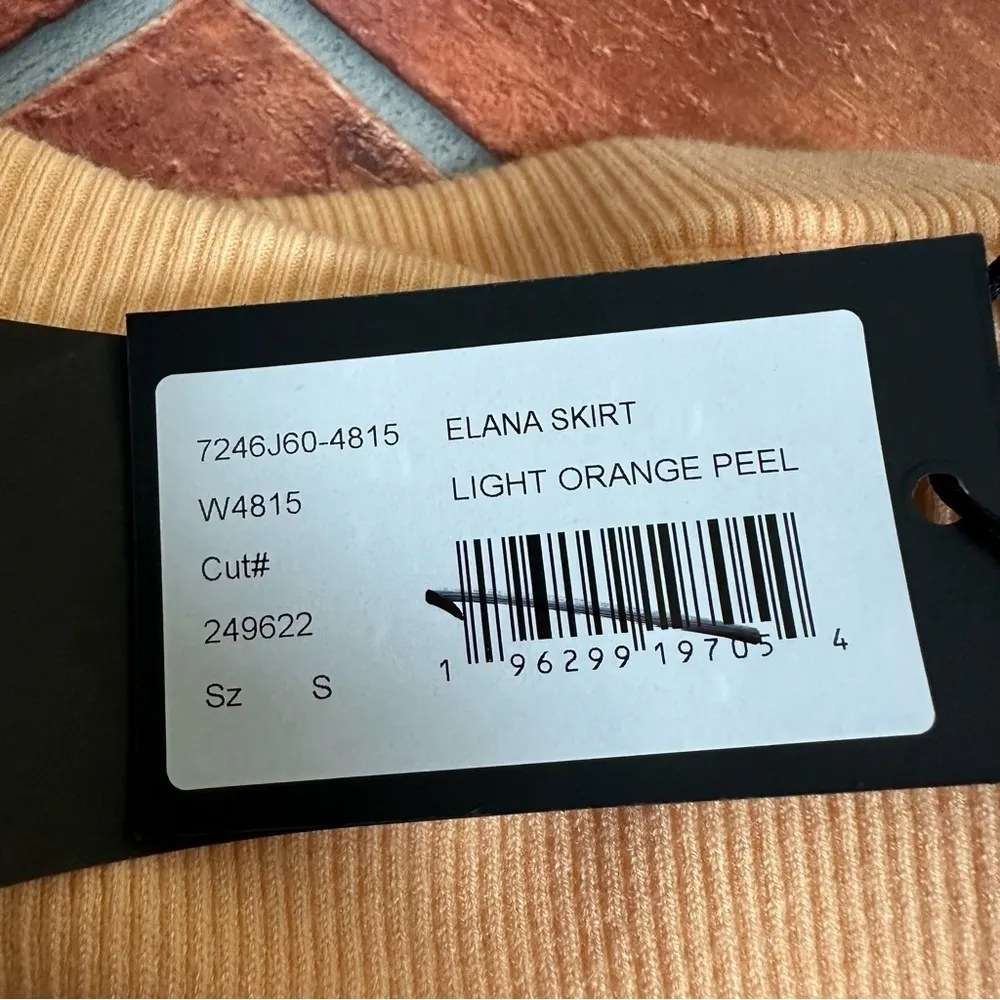 7246J60-4815 ELANA SKIRT
W4815 LIGHT ORANGE PEEL
Cut#
249622
Sz S
1 96299 19705 4